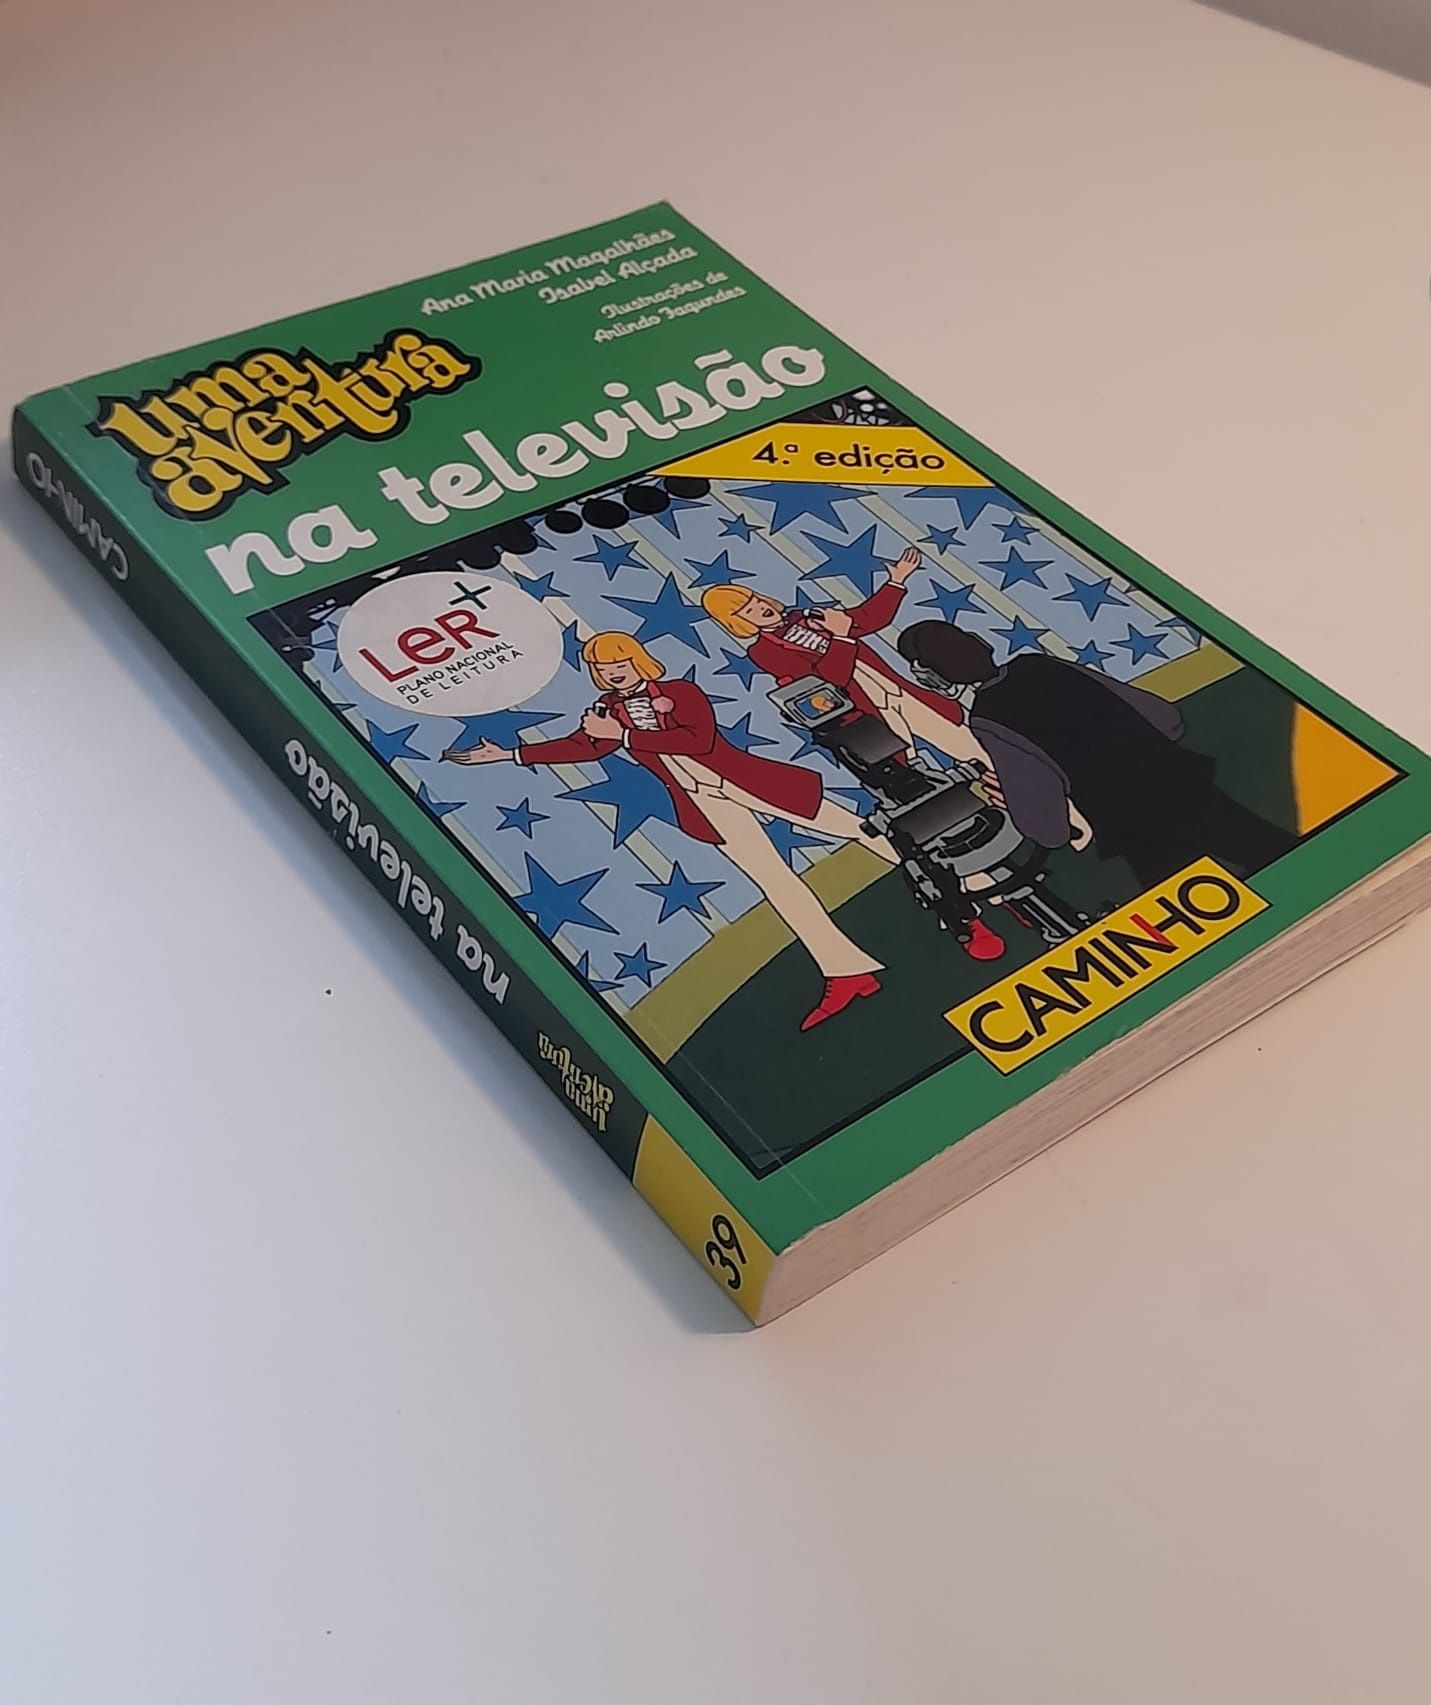 Ana Maria Magalhães
Isabel Alçada
Ilustrações de
Arlindo Fagundes
uma
aventura
na televisão
4.ª edição
LeR+
PLANO NACIONAL
DE LEITURA
CAMINHO
CAMINHO
na televisão
uma
aventura
39